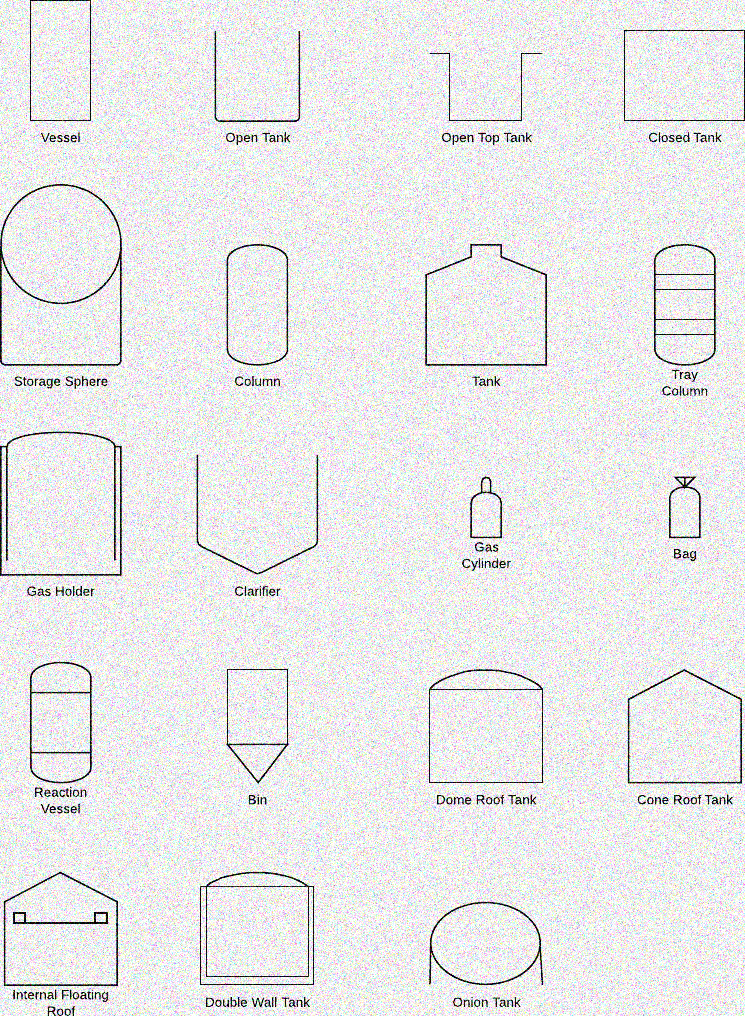 Vessel
Open Tank
Open Top Tank
Closed Tank
Storage Sphere
Column
Tank
Tray
Column
Gas Holder
Clarifier
Gas
Cylinder
Bag
Reaction
Vessel
Bin
Dome Roof Tank
Cone Roof Tank
Internal Floating
Roof
Double Wall Tank
Onion Tank